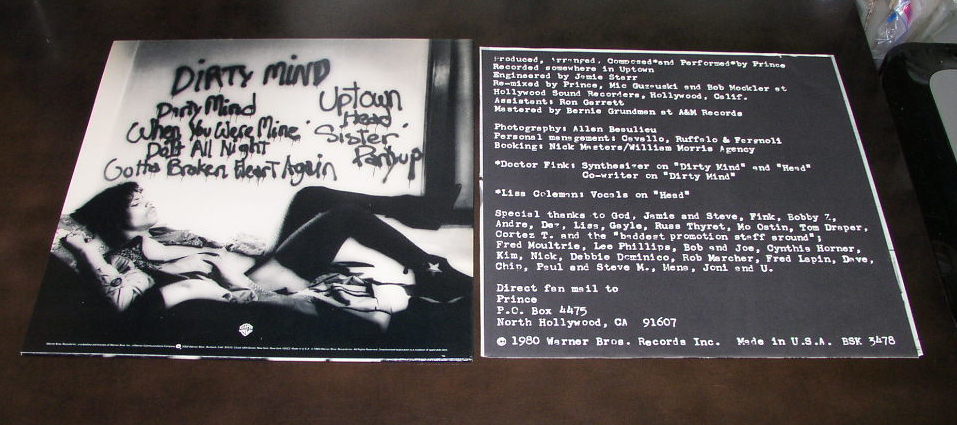 DIRTY MIND
Dirty Mind
When You Were Mine
Do It All Night
Gotta Broken Heart Again
Uptown
Head
Sister
Partyup
Produced, Arranged, Composed*and Performed*by Prince
Recorded somewhere in Uptown
Engineered by Jamie Starr
Re-mixed by Prince, Mic Guzauski and Bob Mockler at
Hollywood Sound Recorders, Hollywood, Calif.
Assistant: Ron Garrett
Mastered by Bernie Grundman at A&M Records
Photography: Allen Beaulieu
Personal management: Cavallo, Ruffalo & Fargnoli
Booking: Nick Masters/William Morris Agency
*Doctor Fink: Synthesizer on "Dirty Mind" and "Head"
Co-writer on "Dirty Mind"
*Lisa Coleman: Vocals on "Head"
Special thanks to God, Jamie and Steve, Fink, Bobby Z,
Andre, Dez, Lisa, Gayle, Russ Thyret, Mo Ostin, Tom Draper,
Cortez T. and the "baddest promotion staff around";
Fred Moultrie, Lee Phillips, Bob and Joe, Cynthia Horner,
Kim, Nick, Debbie Dominico, Rob Marcher, Fred Lapin, Dave,
Chip, Paul and Steve M., Hena, Joni and U.
Direct fan mail to
Prince
P.O. Box 4475
North Hollywood, CA 91607
© 1980 Warner Bros. Records Inc. Made in U.S.A. BSK 3478